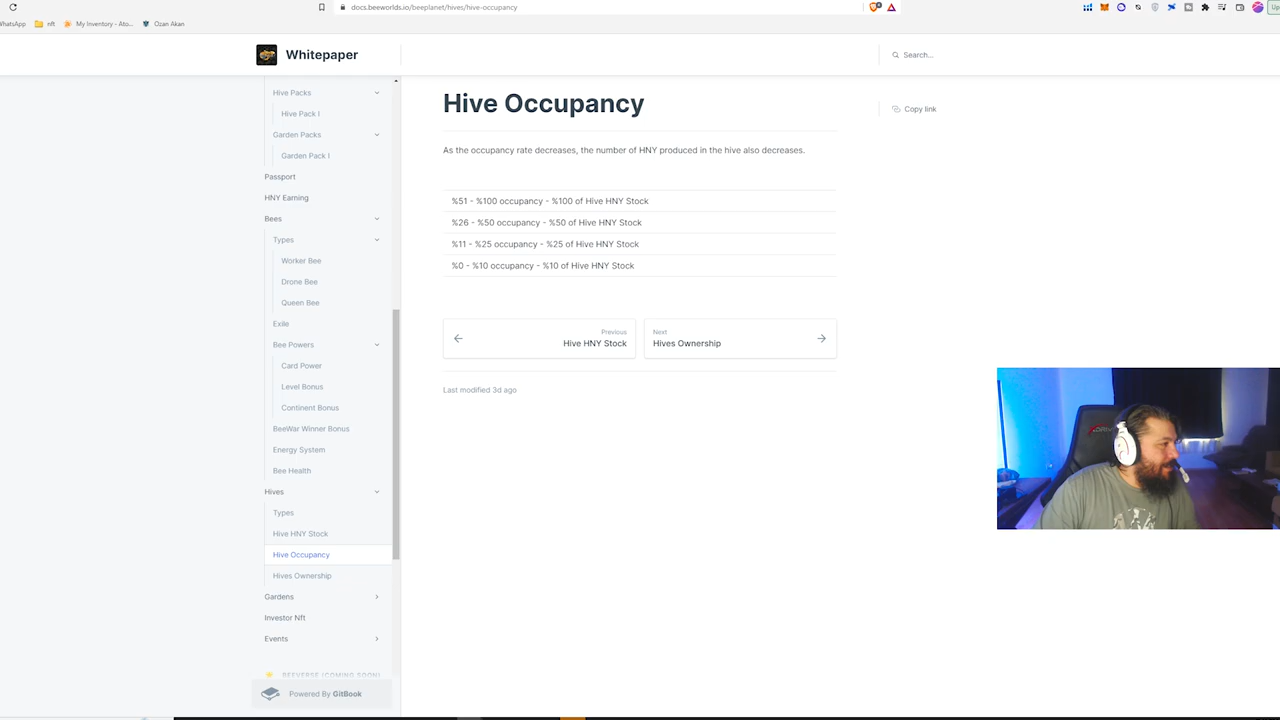 docs.beeworlds.io/beeplanet/hives/hive-occupancy
WhatsApp
nft
My Inventory - Ato...
Ozan Akan
Whitepaper
Search...
Hive Packs
Hive Pack I
Garden Packs
Garden Pack I
Passport
HNY Earning
Bees
Types
Worker Bee
Drone Bee
Queen Bee
Exile
Bee Powers
Card Power
Level Bonus
Continent Bonus
BeeWar Winner Bonus
Energy System
Bee Health
Hives
Types
Hive HNY Stock
Hive Occupancy
Hives Ownership
Gardens
Investor Nft
Events
BEEVERSE (COMING SOON)
Powered By GitBook
Hive Occupancy
Copy link
As the occupancy rate decreases, the number of HNY produced in the hive also decreases.
%51 - %100 occupancy - %100 of Hive HNY Stock
%26 - %50 occupancy - %50 of Hive HNY Stock
%11 - %25 occupancy - %25 of Hive HNY Stock
%0 - %10 occupancy - %10 of Hive HNY Stock
Previous
Hive HNY Stock
Next
Hives Ownership
Last modified 3d ago